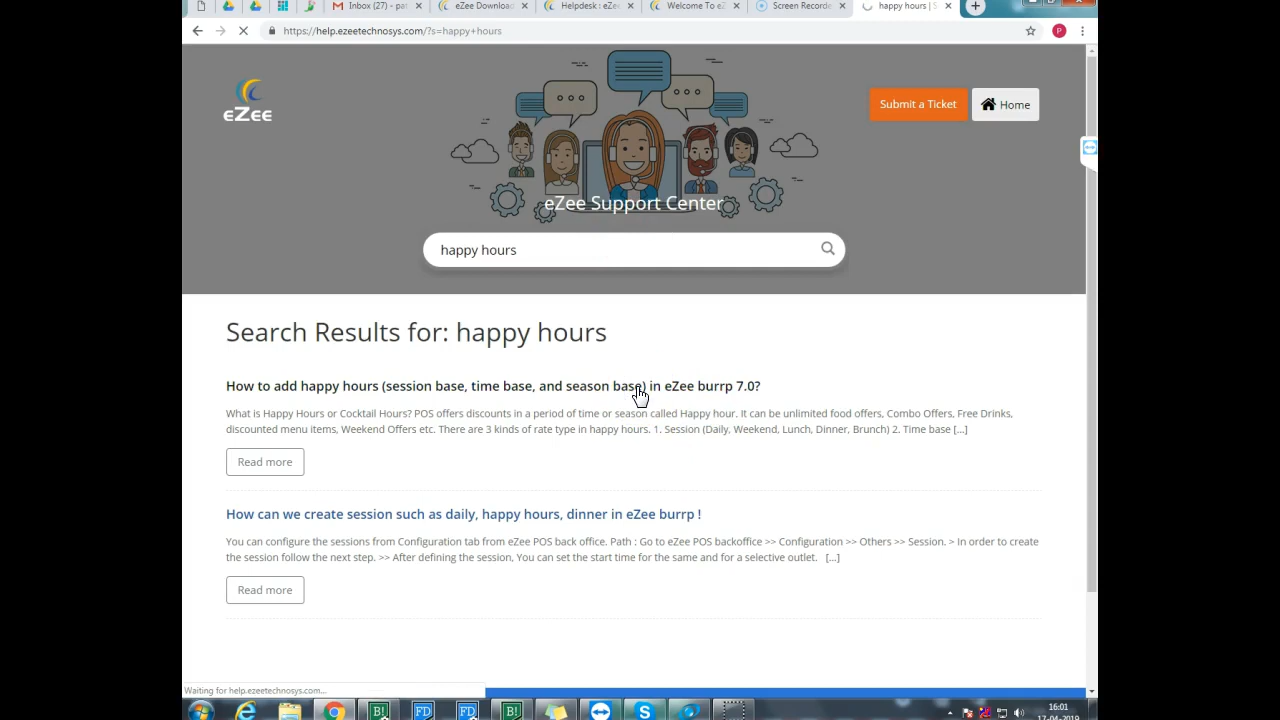 Inbox (27) - pat
eZee Download
Helpdesk : eZee
Welcome To eZ
Screen Recorde
happy hours | S
https://help.ezeetechnosys.com/?s=happy+hours
P
eZee
Submit a Ticket
Home
eZee Support Center
happy hours
Search Results for: happy hours
How to add happy hours (session base, time base, and season base) in eZee burrp 7.0?
What is Happy Hours or Cocktail Hours? POS offers discounts in a period of time or season called Happy hour. It can be unlimited food offers, Combo Offers, Free Drinks,
discounted menu items, Weekend Offers etc. There are 3 kinds of rate type in happy hours. 1. Session (Daily, Weekend, Lunch, Dinner, Brunch) 2. Time base [...]
Read more
How can we create session such as daily, happy hours, dinner in eZee burrp !
You can configure the sessions from Configuration tab from eZee POS back office. Path : Go to eZee POS backoffice >> Configuration >> Others >> Session. > In order to create
the session follow the next step. >> After defining the session, You can set the start time for the same and for a selective outlet. [...]
Read more
Waiting for help.ezeetechnosys.com...
B! FD FD B! S
16:01
17-04-2019